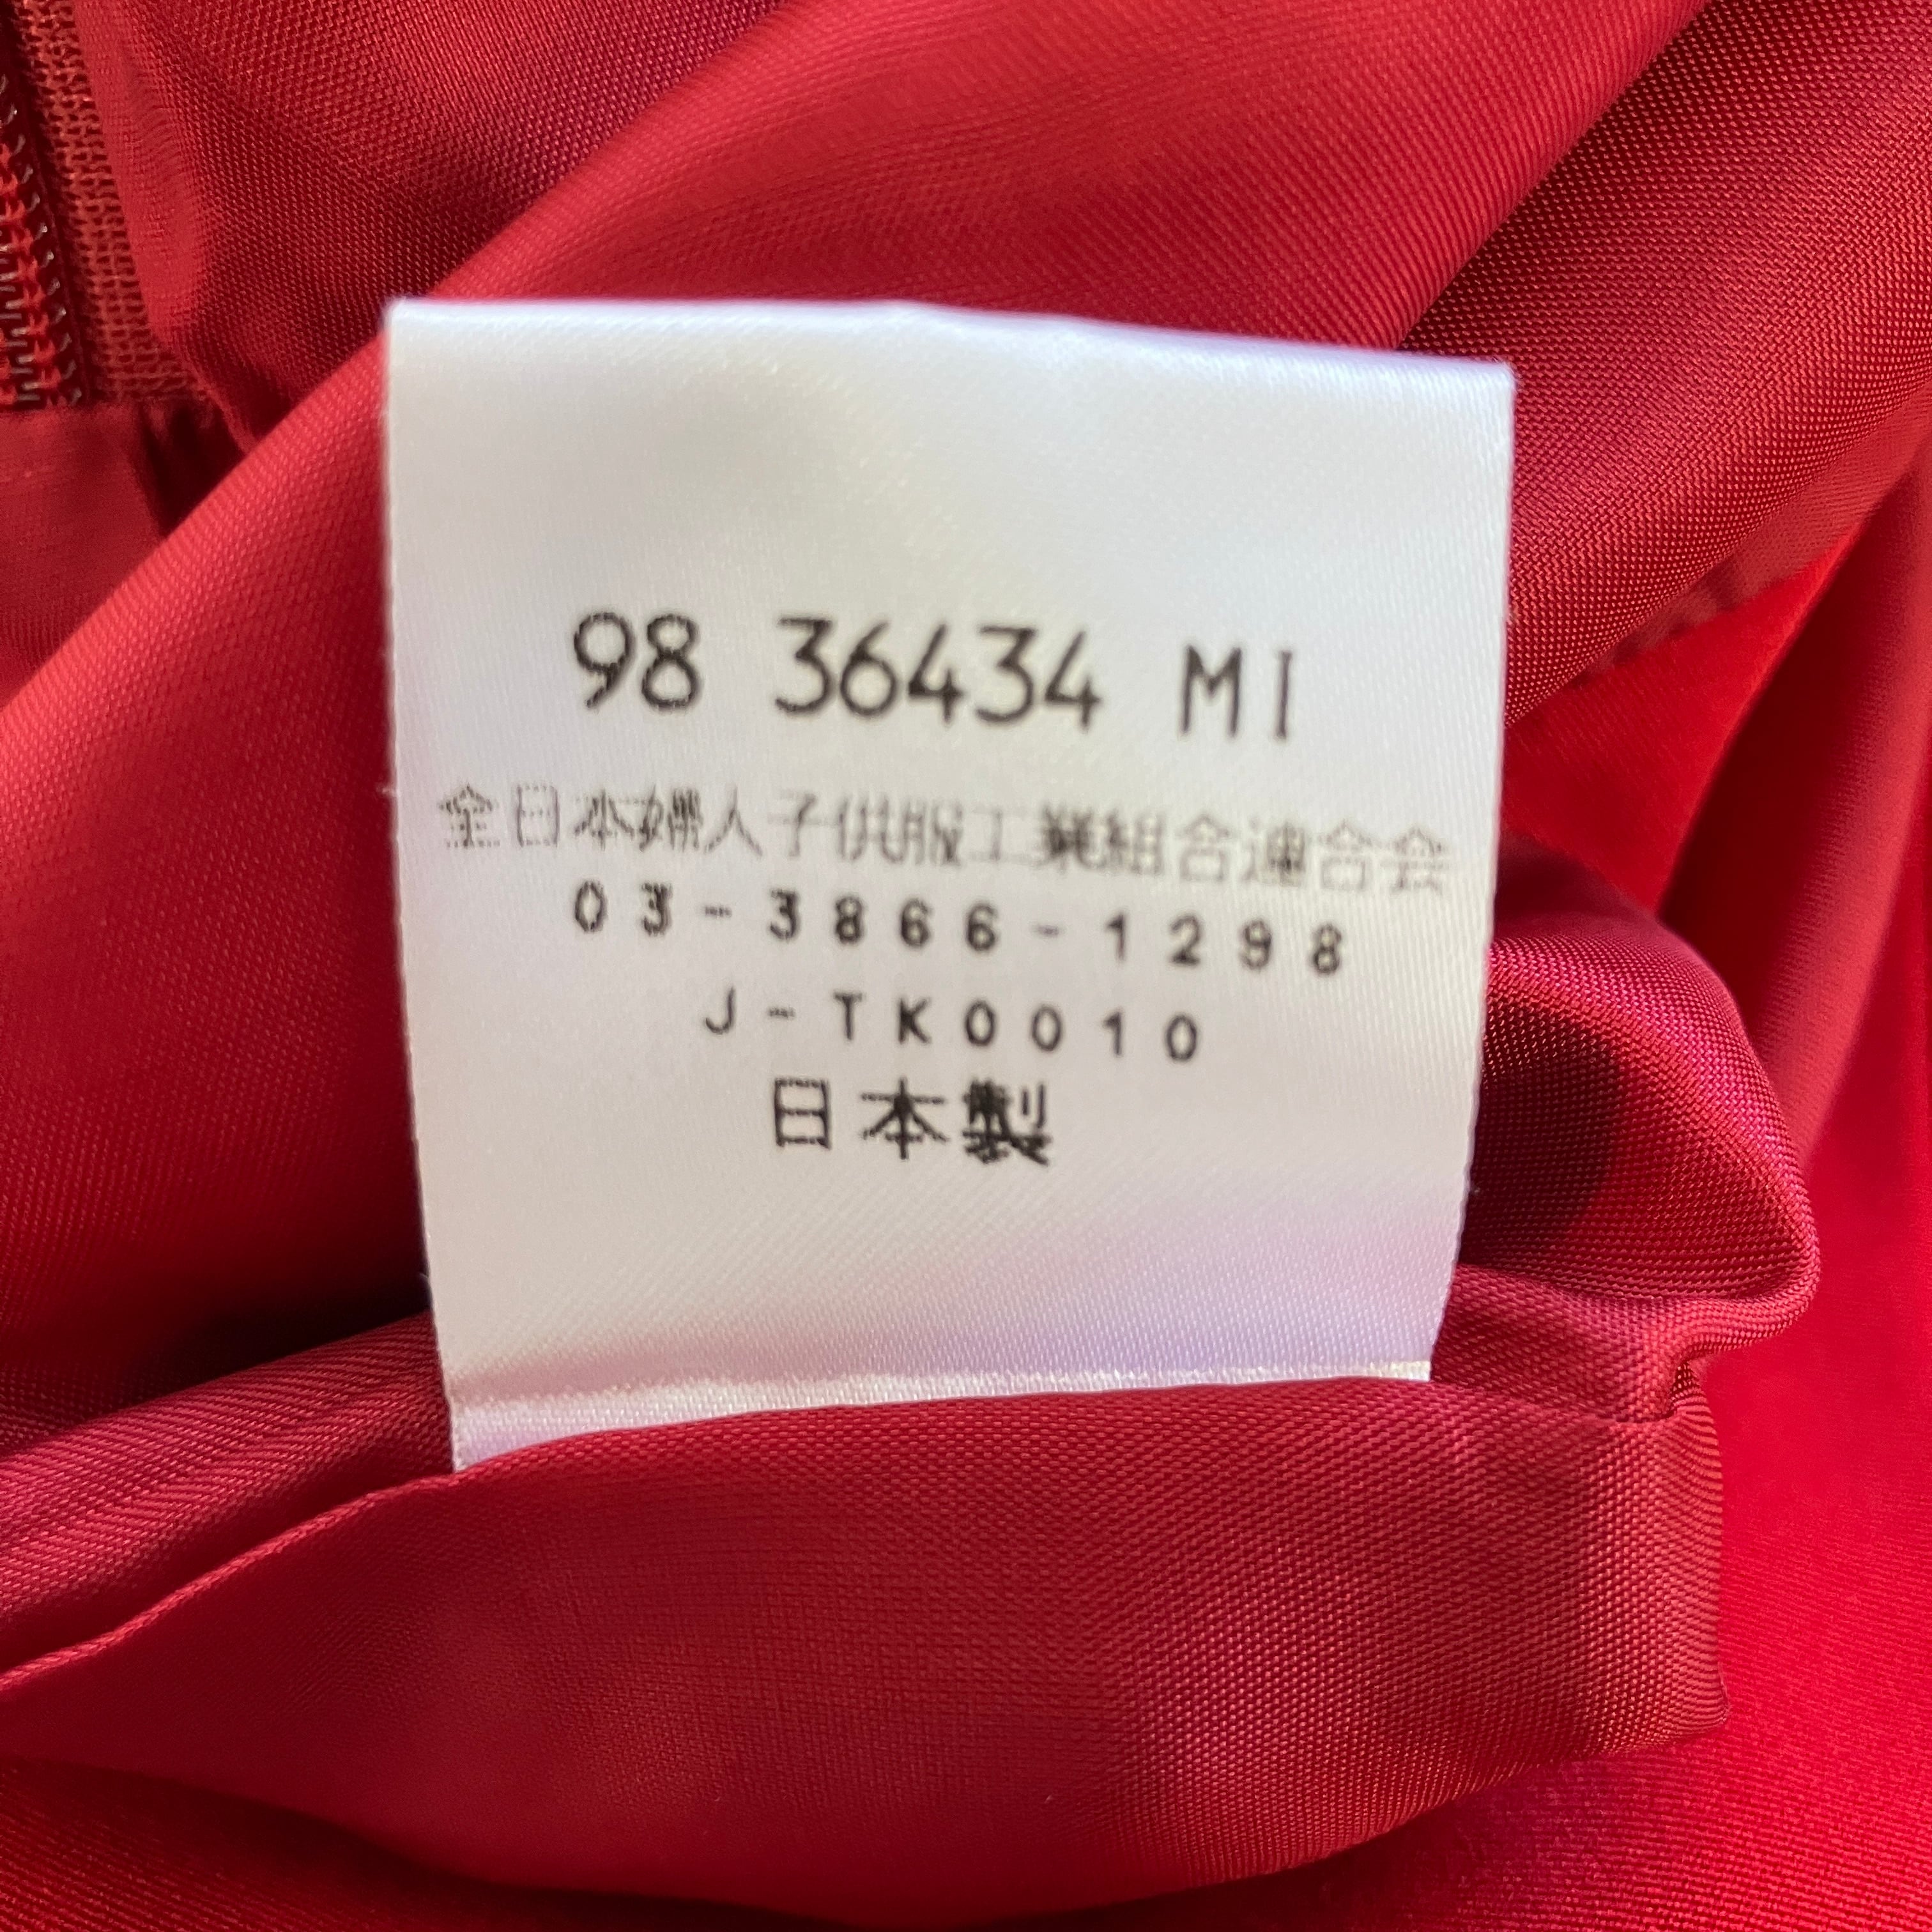 98 36434 MI
全日本婦人子供服工業組合連合会
03-3866-1298
J-TK0010
日本製